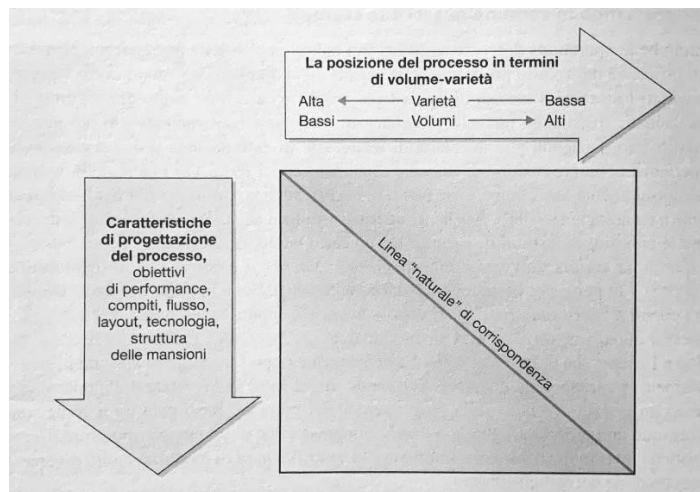 La posizione del processo in termini
di volume-varietà
Alta Varietà Bassa
Bassi Volumi Alti
Caratteristiche
di progettazione
del processo,
obiettivi
di performance,
compiti, flusso,
layout, tecnologia,
struttura
delle mansioni
Linea "naturale" di corrispondenza